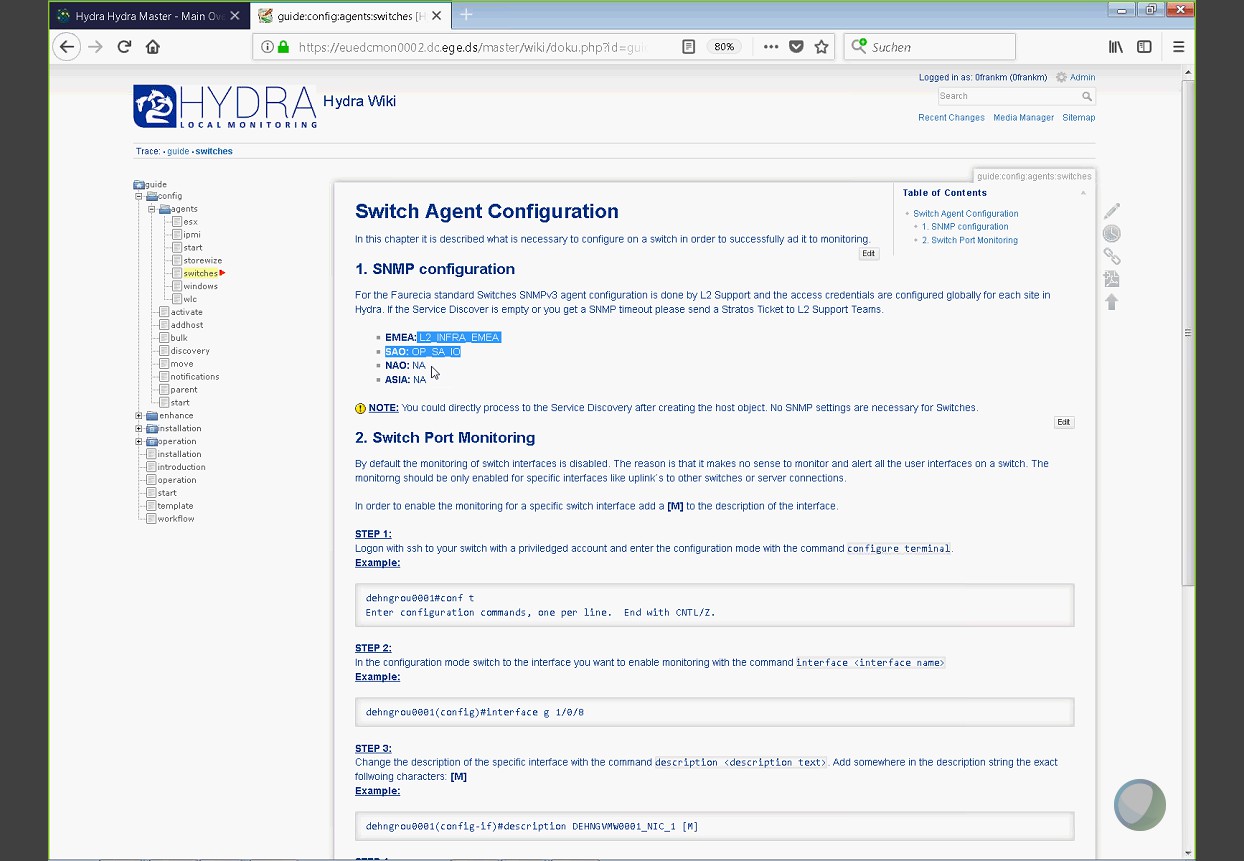 Hydra Hydra Master - Main Ov
guide:config:agents:switches [H
https://euedcmon0002.dc.ege.ds/master/wiki/doku.php?id=gui
80%
Suchen
Logged in as: 0frankm (0frankm) Admin
HYDRA
LOCAL MONITORING
Hydra Wiki
Search
Recent Changes Media Manager Sitemap
Trace: • guide • switches
guide
config
agents
esx
ipmi
start
storewize
switches
windows
wlc
activate
addhost
bulk
discovery
move
notifications
parent
start
enhance
installation
operation
installation
introduction
operation
start
template
workflow
guide:config:agents:switches
Table of Contents
Switch Agent Configuration
1. SNMP configuration
2. Switch Port Monitoring
Switch Agent Configuration
In this chapter it is described what is necessary to configure on a switch in order to successfully ad it to monitoring.
Edit
1. SNMP configuration
For the Faurecia standard Switches SNMPv3 agent configuration is done by L2 Support and the access credentials are configured globally for each site in
Hydra. If the Service Discover is empty or you get a SNMP timeout please send a Stratos Ticket to L2 Support Teams.
EMEA: L2_INFRA_EMEA
SAO: OP_SA_IO
NAO: NA
ASIA: NA
NOTE: You could directly process to the Service Discovery after creating the host object. No SNMP settings are necessary for Switches.
Edit
2. Switch Port Monitoring
By default the monitoring of switch interfaces is disabled. The reason is that it makes no sense to monitor and alert all the user interfaces on a switch. The
monitorng should be only enabled for specific interfaces like uplink`s to other switches or server connections.
In order to enable the monitoring for a specific switch interface add a [M] to the description of the interface.
STEP 1:
Logon with ssh to your switch with a priviledged account and enter the configuration mode with the command configure terminal.
Example:
dehngrou0001#conf t
Enter configuration commands, one per line.  End with CNTL/Z.
STEP 2:
In the configuration mode switch to the interface you want to enable monitoring with the command interface <interface name>
Example:
dehngrou0001(config)#interface g 1/0/8
STEP 3:
Change the description of the specific interface with the command description <description text>. Add somewhere in the description string the exact
follwoing characters: [M]
Example:
dehngrou0001(config-if)#description DEHNGVMW0001_NIC_1 [M]